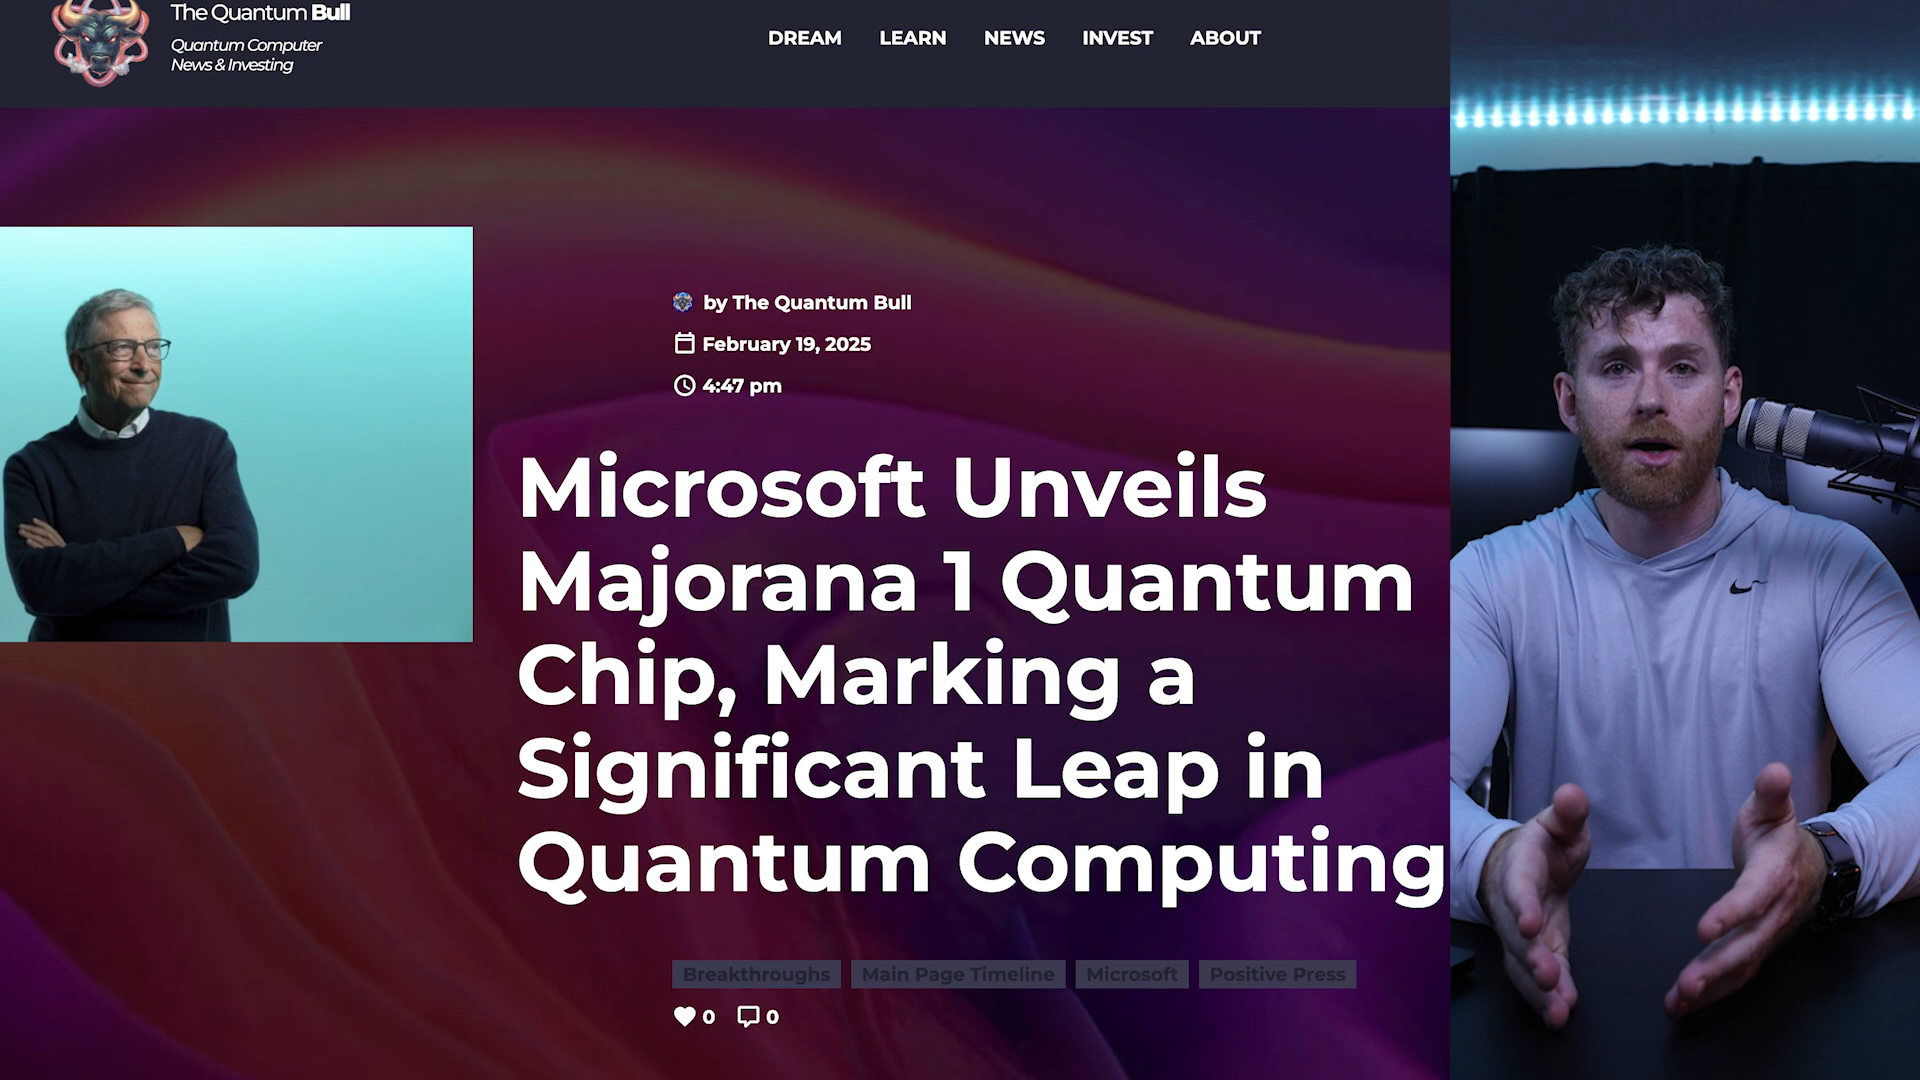 The Quantum Bull
Quantum Computer
News & Investing
DREAM LEARN NEWS INVEST ABOUT
by The Quantum Bull
February 19, 2025
4:47 pm
Microsoft Unveils
Majorana 1 Quantum
Chip, Marking a
Significant Leap in
Quantum Computing
Breakthroughs Main Page Timeline Microsoft Positive Press
0 0